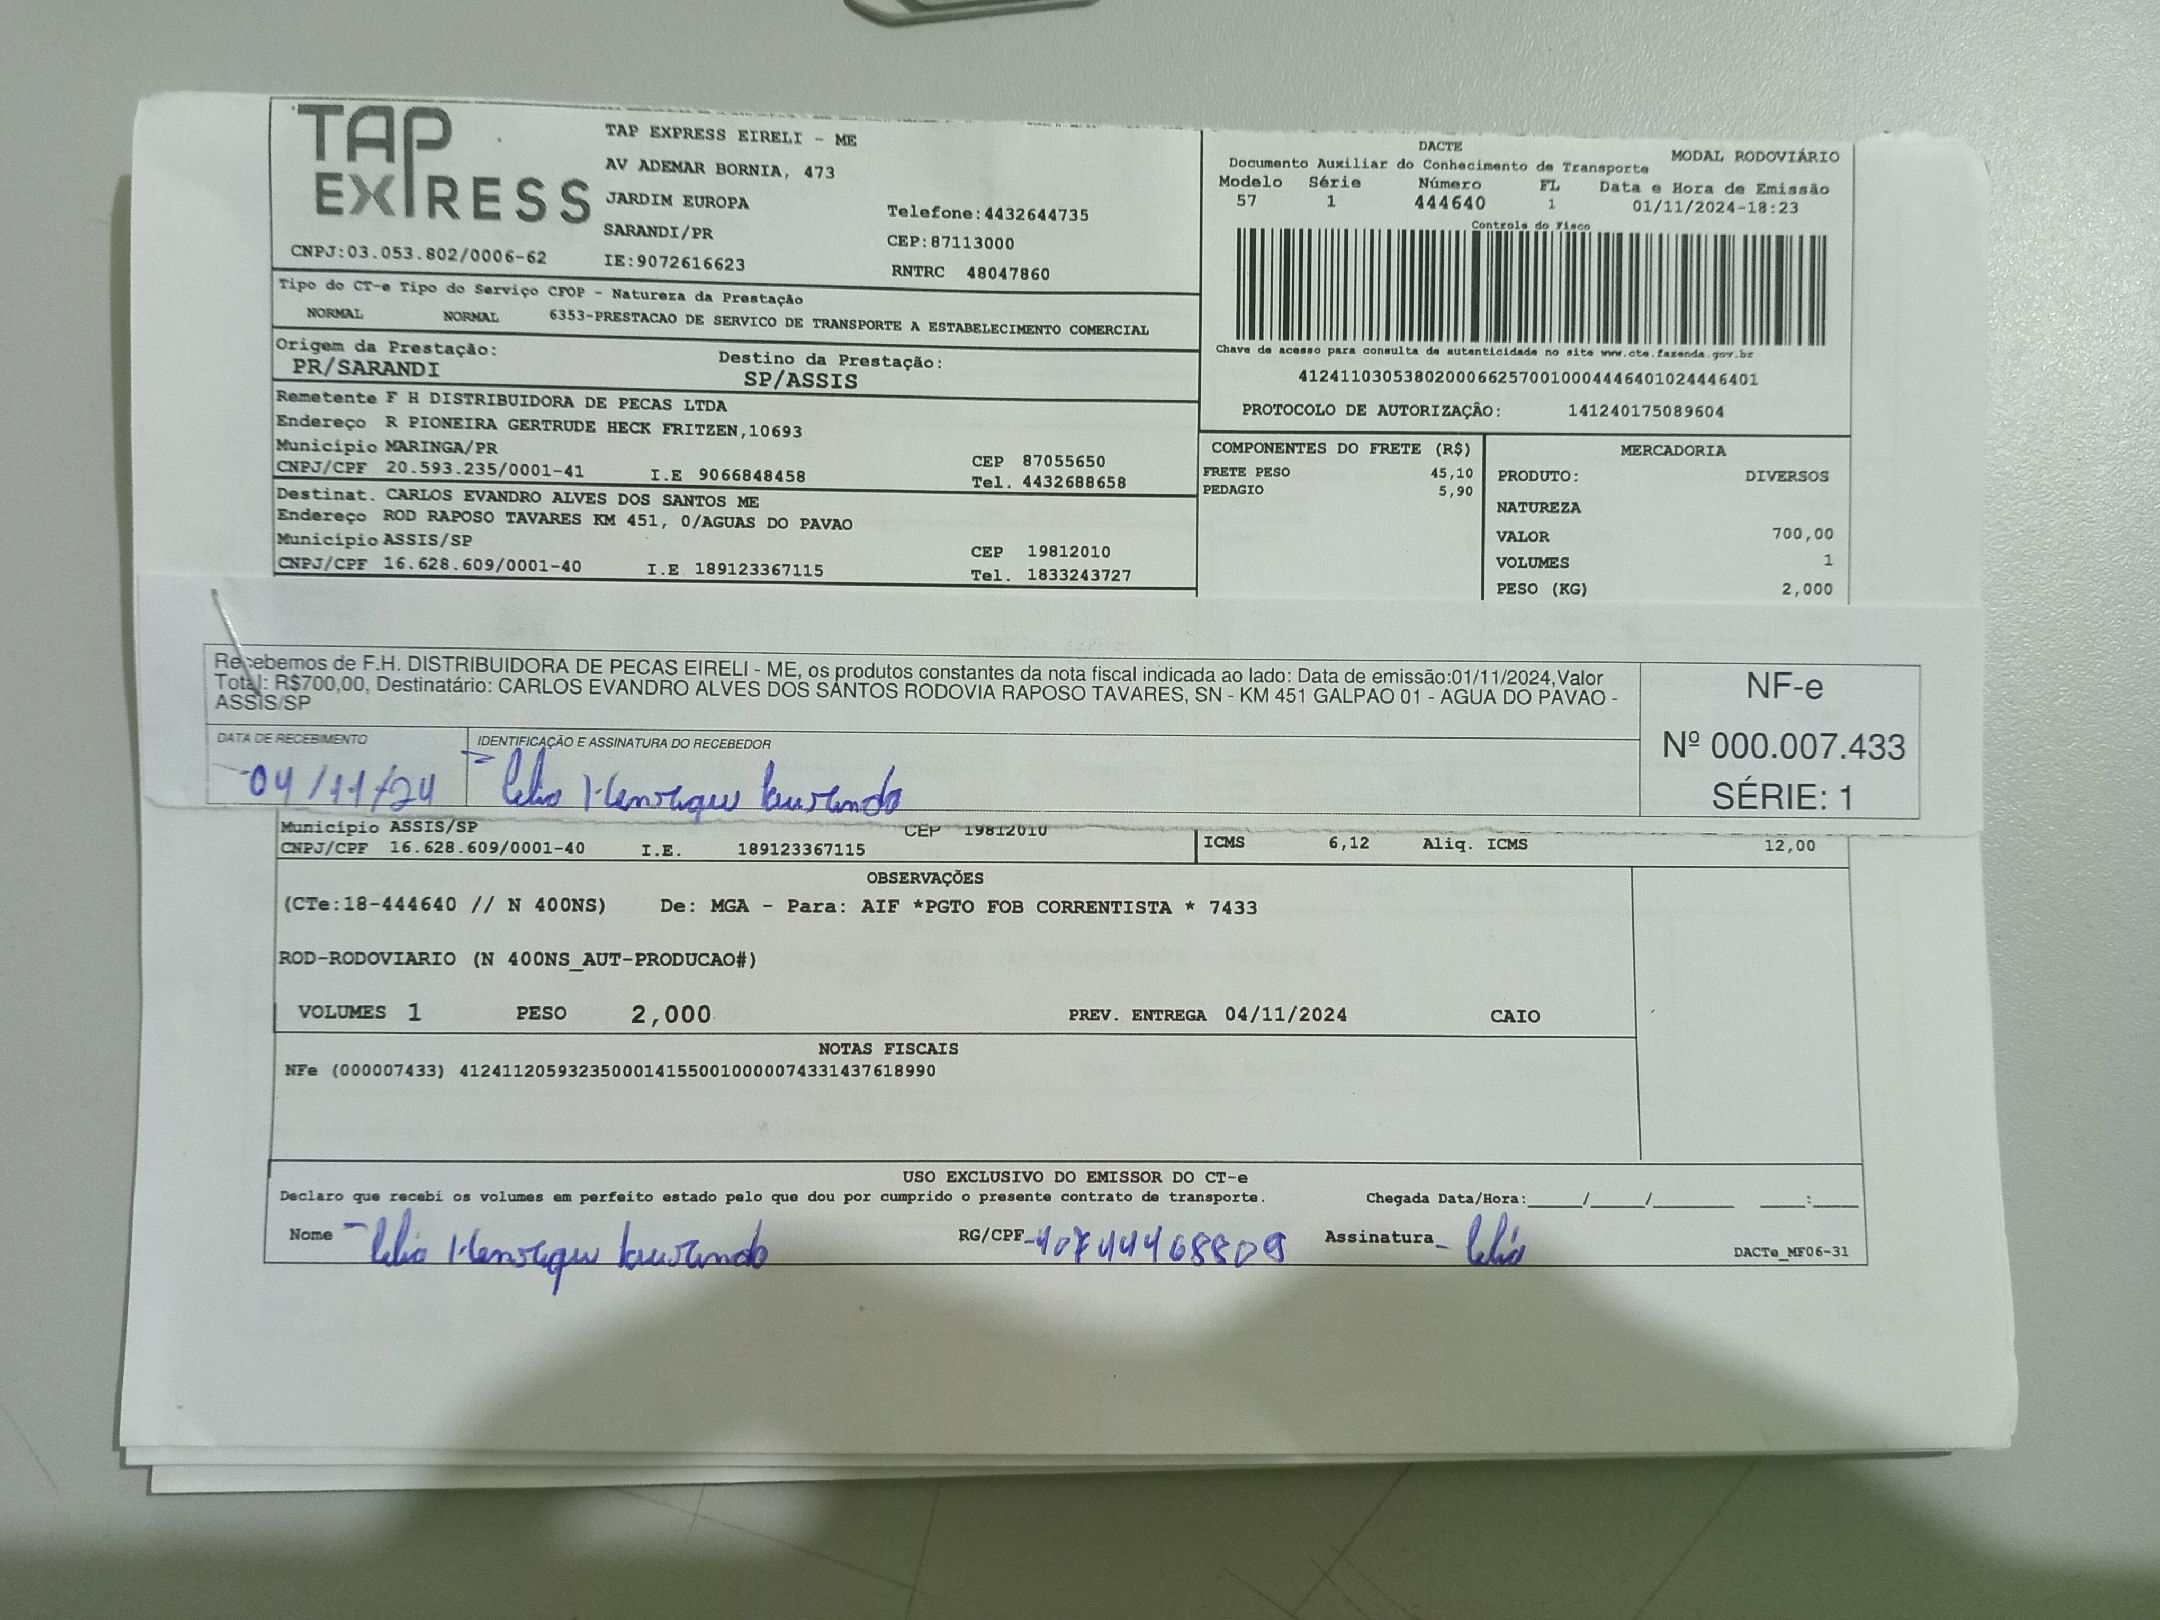 TAP
EXPRESS
TAP EXPRESS EIRELI - ME
AV ADEMAR BORNIA, 473
JARDIM EUROPA
SARANDI/PR
IE:9072616623
Telefone:4432644735
CEP:87113000
RNTRC 48047860
CNPJ:03.053.802/0006-62
DACTE
MODAL RODOVIÁRIO
Documento Auxiliar do Conhecimento de Transporte
Modelo Série Número FL Data e Hora de Emissão
57 1 444640 1 01/11/2024-18:23
Controle do Fisco
Chave de acesso para consulta de autenticidade no site www.cte.fazenda.gov.br
41241103053802000662570010004446401024446401
PROTOCOLO DE AUTORIZAÇÃO: 141240175089604
Tipo do CT-e Tipo do Serviço CFOP - Natureza da Prestação
NORMAL NORMAL 6353-PRESTACAO DE SERVICO DE TRANSPORTE A ESTABELECIMENTO COMERCIAL
Origem da Prestação: Destino da Prestação:
PR/SARANDI SP/ASSIS
Remetente F H DISTRIBUIDORA DE PECAS LTDA
Endereço R PIONEIRA GERTRUDE HECK FRITZEN,10693
Município MARINGA/PR CEP 87055650
CNPJ/CPF 20.593.235/0001-41 I.E 9066848458 Tel. 4432688658
Destinat. CARLOS EVANDRO ALVES DOS SANTOS ME
Endereço ROD RAPOSO TAVARES KM 451, 0/AGUAS DO PAVAO
Município ASSIS/SP CEP 19812010
CNPJ/CPF 16.628.609/0001-40 I.E 189123367115 Tel. 1833243727
COMPONENTES DO FRETE (R$)
FRETE PESO 45,10
PEDAGIO 5,90
MERCADORIA
PRODUTO: DIVERSOS
NATUREZA
VALOR 700,00
VOLUMES 1
PESO (KG) 2,000
Recebemos de F.H. DISTRIBUIDORA DE PECAS EIRELI - ME, os produtos constantes da nota fiscal indicada ao lado: Data de emissão:01/11/2024,Valor
Total: R$700,00, Destinatário: CARLOS EVANDRO ALVES DOS SANTOS RODOVIA RAPOSO TAVARES, SN - KM 451 GALPAO 01 - AGUA DO PAVAO -
ASSIS/SP
DATA DE RECEBIMENTO IDENTIFICAÇÃO E ASSINATURA DO RECEBEDOR
04/11/24 Célio Henrique
NF-e
Nº 000.007.433
SÉRIE: 1
Município ASSIS/SP CEP 19812010
CNPJ/CPF 16.628.609/0001-40 I.E. 189123367115
ICMS 6,12 Aliq. ICMS 12,00
OBSERVAÇÕES
(CTe:18-444640 // N 400NS) De: MGA - Para: AIF *PGTO FOB CORRENTISTA * 7433
ROD-RODOVIARIO (N 400NS_AUT-PRODUCAO#)
VOLUMES 1 PESO 2,000 PREV. ENTREGA 04/11/2024 CAIO
NOTAS FISCAIS
NFe (000007433) 41241120593235000141550010000074331437618990
USO EXCLUSIVO DO EMISSOR DO CT-e
Declaro que recebi os volumes em perfeito estado pelo que dou por cumprido o presente contrato de transporte. Chegada Data/Hora:_____/_____/________ ____:____
Nome Célio Henrique RG/CPF 40744468809 Assinatura Célio
DACTe_MF06-31